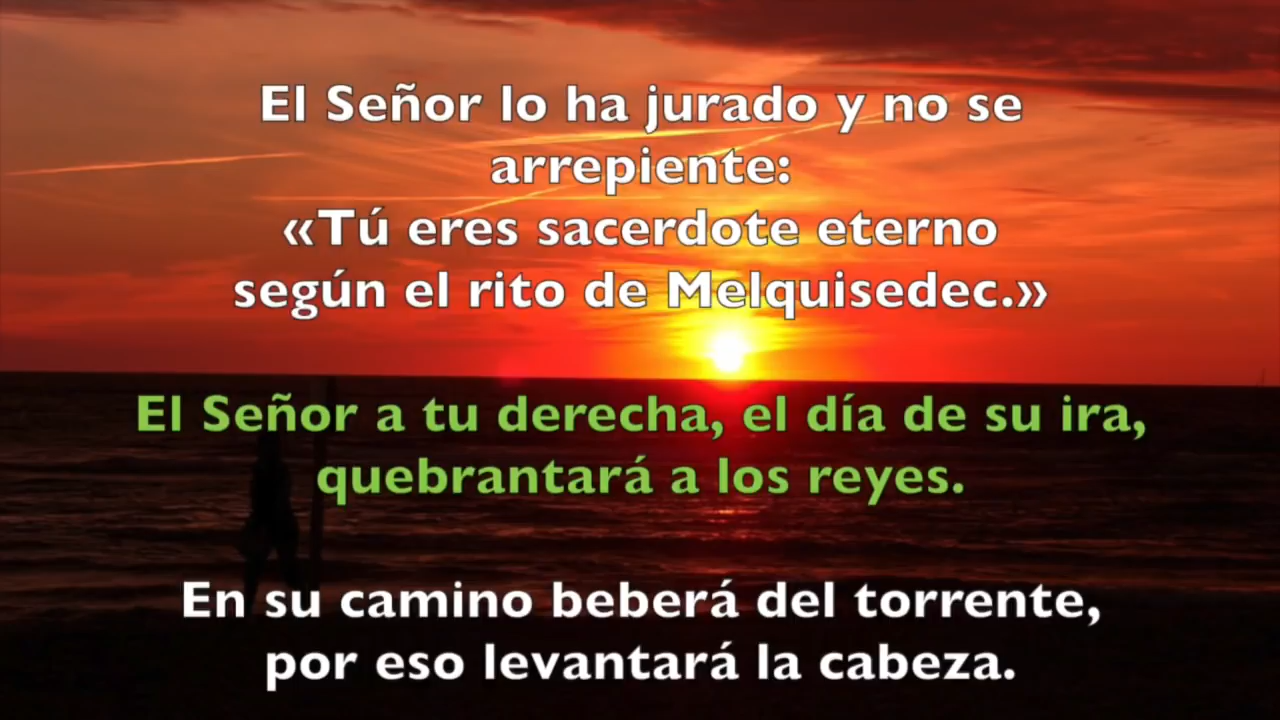 El Señor lo ha jurado y no se
arrepiente:
«Tú eres sacerdote eterno
según el rito de Melquisedec.»
El Señor a tu derecha, el día de su ira,
quebrantará a los reyes.
En su camino beberá del torrente,
por eso levantará la cabeza.